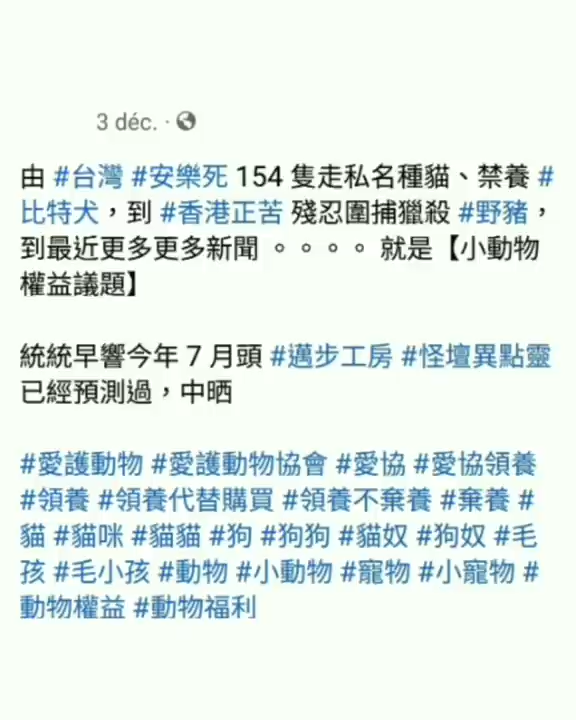 3 déc. ·
由 #台灣 #安樂死 154 隻走私名種貓、禁養 #
比特犬，到 #香港正苦 殘忍圍捕獵殺 #野豬，
到最近更多更多新聞 。。。。 就是【小動物
權益議題】
統統早響今年 7 月頭 #邁步工房 #怪壇異點靈
已經預測過，中晒
#愛護動物 #愛護動物協會 #愛協 #愛協領養
#領養 #領養代替購買 #領養不棄養 #棄養 #
貓 #貓咪 #貓貓 #狗 #狗狗 #貓奴 #狗奴 #毛
孩 #毛小孩 #動物 #小動物 #寵物 #小寵物 #
動物權益 #動物福利